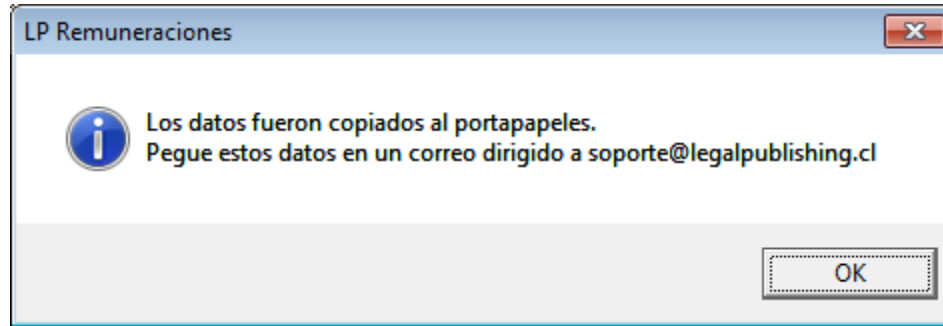 LP Remuneraciones
Los datos fueron copiados al portapapeles.
Pegue estos datos en un correo dirigido a soporte@legalpublishing.cl
OK